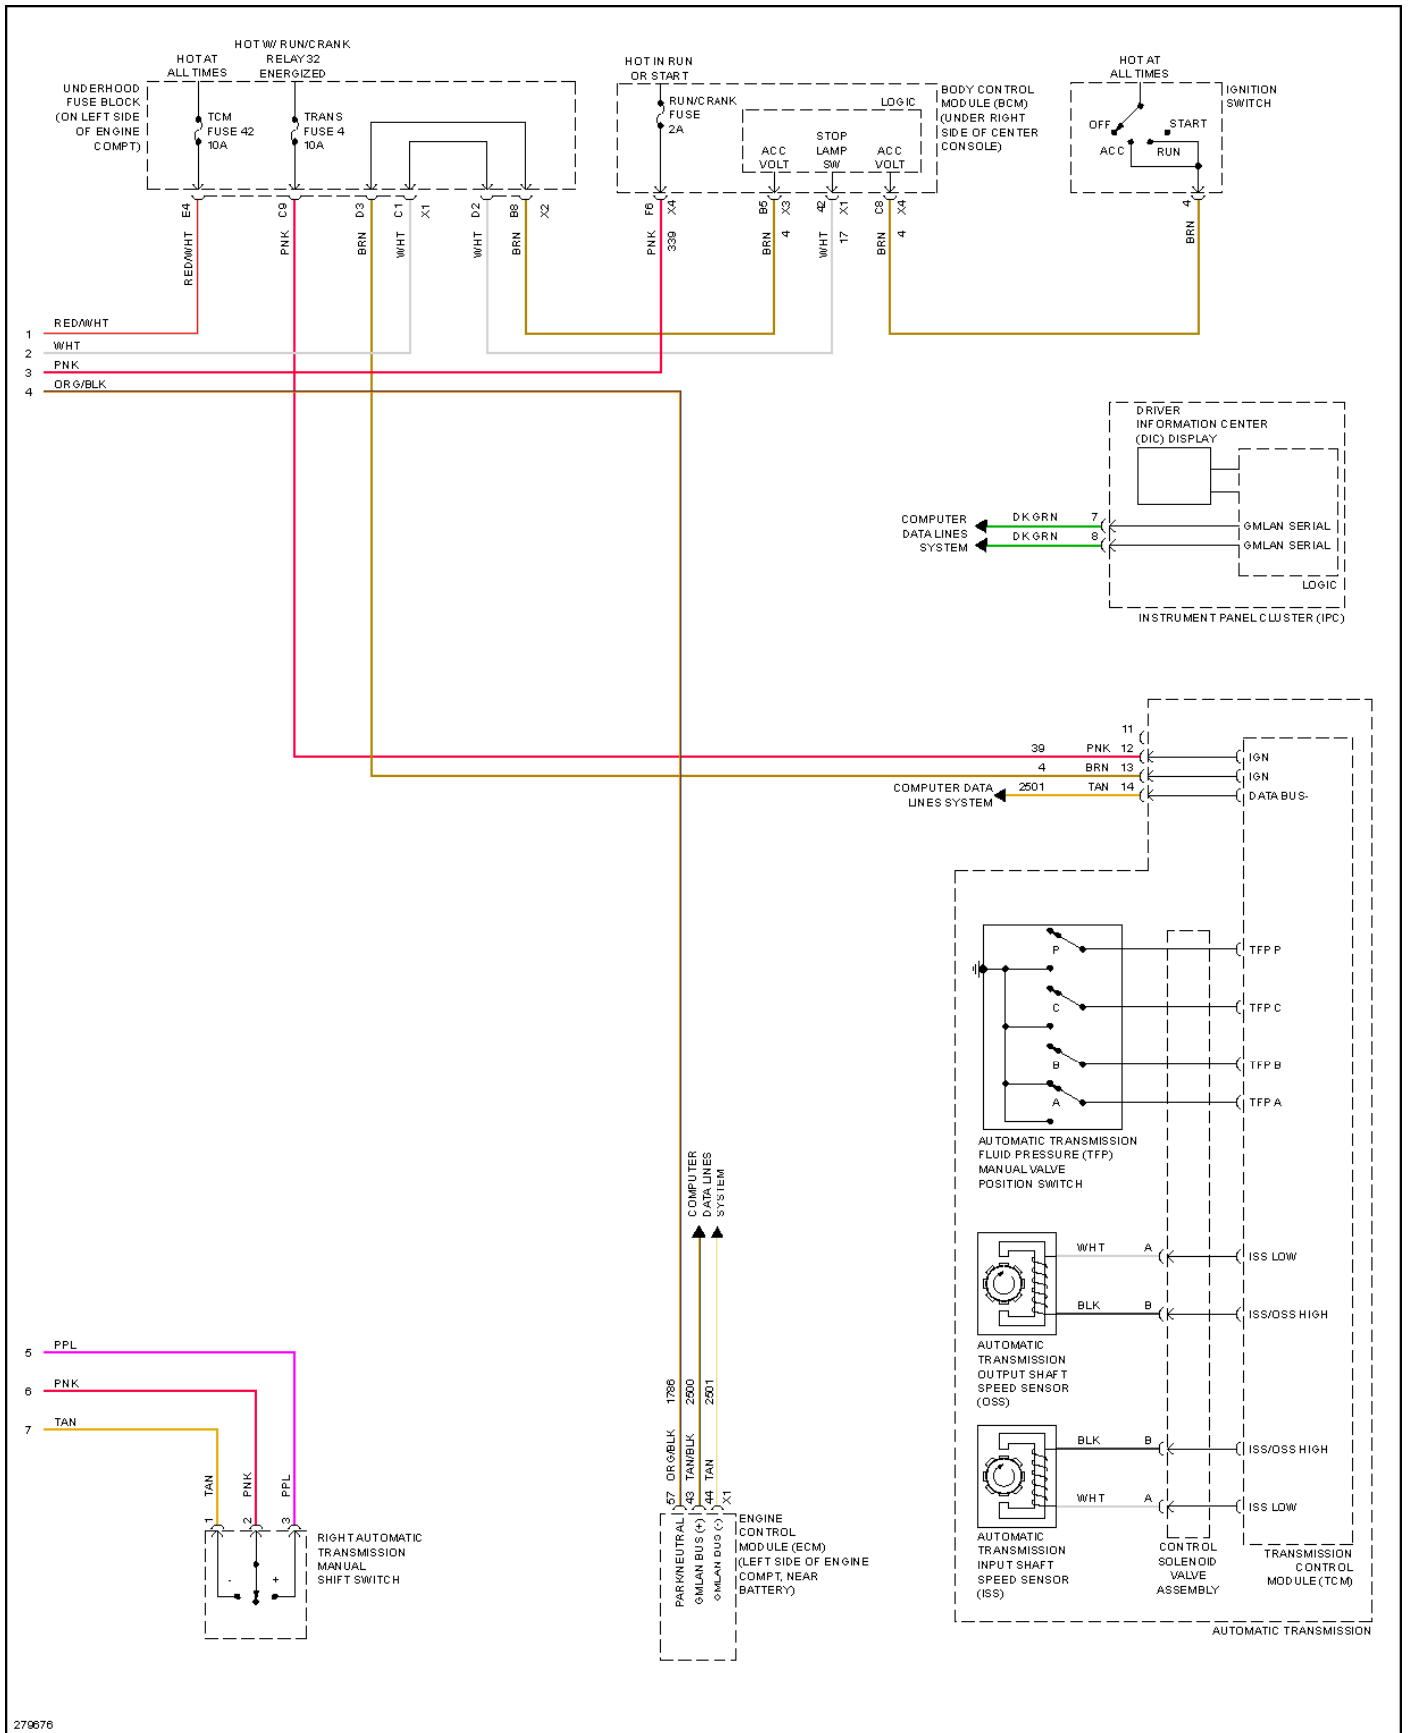 HOT AT
ALL TIMES
HOT W/ RUN/CRANK
RELAY 32
ENERGIZED
UNDERHOOD
FUSE BLOCK
(ON LEFT SIDE
OF ENGINE
COMPT)
TCM
FUSE 42
10A
TRANS
FUSE 4
10A
HOT IN RUN
OR START
RUN/CRANK
FUSE
2A
LOGIC
ACC
VOLT
STOP
LAMP
SW
ACC
VOLT
BODY CONTROL
MODULE (BCM)
(UNDER RIGHT
SIDE OF CENTER
CONSOLE)
HOT AT
ALL TIMES
IGNITION
SWITCH
OFF
START
ACC
RUN
E4
C9
D3
C1
X1
D2
B8
X2
F6
X4
B5
X3
42
X1
C8
X4
4
RED/WHT
PNK
BRN
WHT
WHT
BRN
PNK
339
BRN
4
WHT
17
BRN
4
BRN
1 RED/WHT
2 WHT
3 PNK
4 ORG/BLK
DRIVER
INFORMATION CENTER
(DIC) DISPLAY
COMPUTER
DATA LINES
SYSTEM
DK GRN 7
DK GRN 8
GMLAN SERIAL
GMLAN SERIAL
LOGIC
INSTRUMENT PANEL CLUSTER (IPC)
11
39 PNK 12 IGN
4 BRN 13 IGN
COMPUTER DATA
LINES SYSTEM
2501 TAN 14 DATA BUS-
P
TFP P
C
TFP C
B
TFP B
A
TFP A
AUTOMATIC TRANSMISSION
FLUID PRESSURE (TFP)
MANUAL VALVE
POSITION SWITCH
COMPUTER
DATA LINES
SYSTEM
WHT A ISS LOW
BLK B ISS/OSS HIGH
AUTOMATIC
TRANSMISSION
OUTPUT SHAFT
SPEED SENSOR
(OSS)
BLK B ISS/OSS HIGH
WHT A ISS LOW
AUTOMATIC
TRANSMISSION
INPUT SHAFT
SPEED SENSOR
(ISS)
CONTROL
SOLENOID
VALVE
ASSEMBLY
TRANSMISSION
CONTROL
MODULE (TCM)
AUTOMATIC TRANSMISSION
5 PPL
6 PNK
7 TAN
TAN
PNK
PPL
1
2
3
-
+
RIGHT AUTOMATIC
TRANSMISSION
MANUAL
SHIFT SWITCH
1786
2500
2501
ORG/BLK
TAN/BLK
TAN
57
43
44
X1
PARK/NEUTRAL
GMLAN BUS (+)
GMLAN BUS (-)
ENGINE
CONTROL
MODULE (ECM)
(LEFT SIDE OF ENGINE
COMPT, NEAR
BATTERY)
279676